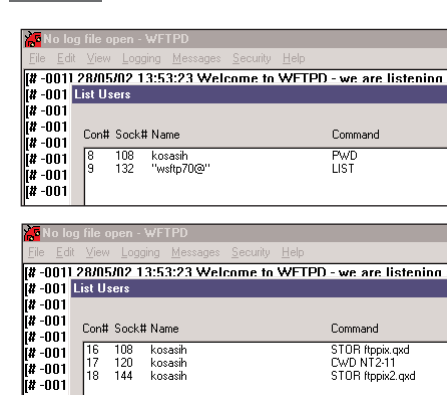 No log file open - WFTPD
File Edit View Logging Messages Security Help
[# -001] 28/05/02 13:53:23 Welcome to WFTPD - we are listening
[# -001 List Users
[# -001
[# -001
[# -001 Con# Sock# Name Command
[# -001 8 108 kosasih PWD
[# -001 9 132 "wsftp70@" LIST
[# -001
No log file open - WFTPD
File Edit View Logging Messages Security Help
[# -001] 28/05/02 13:53:23 Welcome to WFTPD - we are listening
[# -001 List Users
[# -001
[# -001
[# -001 Con# Sock# Name Command
[# -001 16 108 kosasih STOR ftppix.qxd
[# -001 17 120 kosasih CWD NT2-11
[# -001 18 144 kosasih STOR ftppix2.qxd